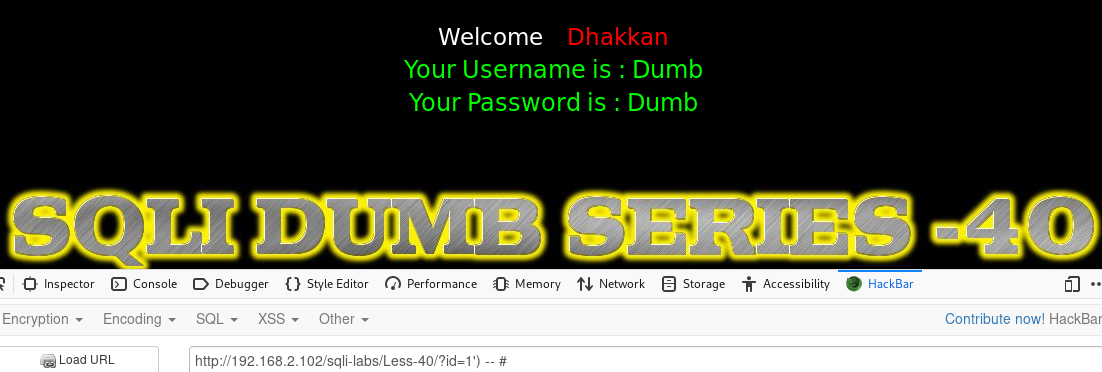 Welcome Dhakkan
Your Username is : Dumb
Your Password is : Dumb
SQLI DUMB SERIES -40
Inspector Console Debugger Style Editor Performance Memory Network Storage Accessibility HackBar
Encryption Encoding SQL XSS Other Contribute now! HackBar
Load URL http://192.168.2.102/sqli-labs/Less-40/?id=1') -- #